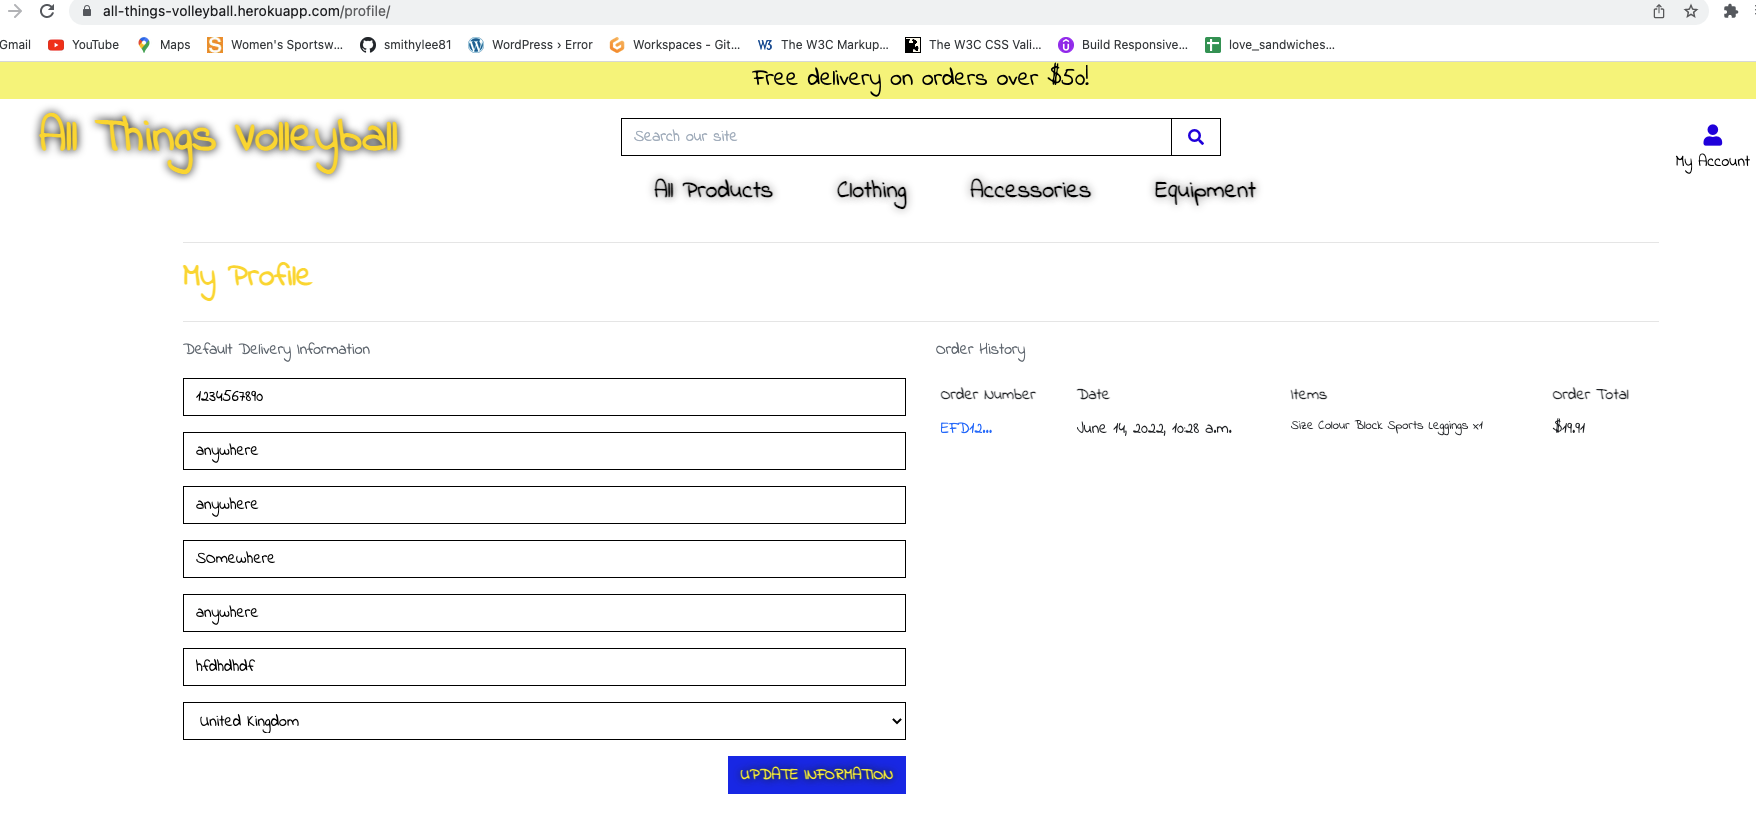 all-things-volleyball.herokuapp.com/profile/
Gmail YouTube Maps Women's Sportsw... smithylee81 WordPress › Error Workspaces - Git... The W3C Markup... The W3C CSS Vali... Build Responsive... love_sandwiches...
Free delivery on orders over $50!
All Things Volleyball
Search our site
My Account
All Products Clothing Accessories Equipment
My Profile
Default Delivery Information
1234567890
anywhere
anywhere
SOmewhere
anywhere
hfdhdhdf
United Kingdom
UPDATE INFORMATION
Order History
Order Number Date Items Order Total
EFD12... June 14, 2022, 10:28 a.m. Size Colour Block Sports Leggings x1 $19.91